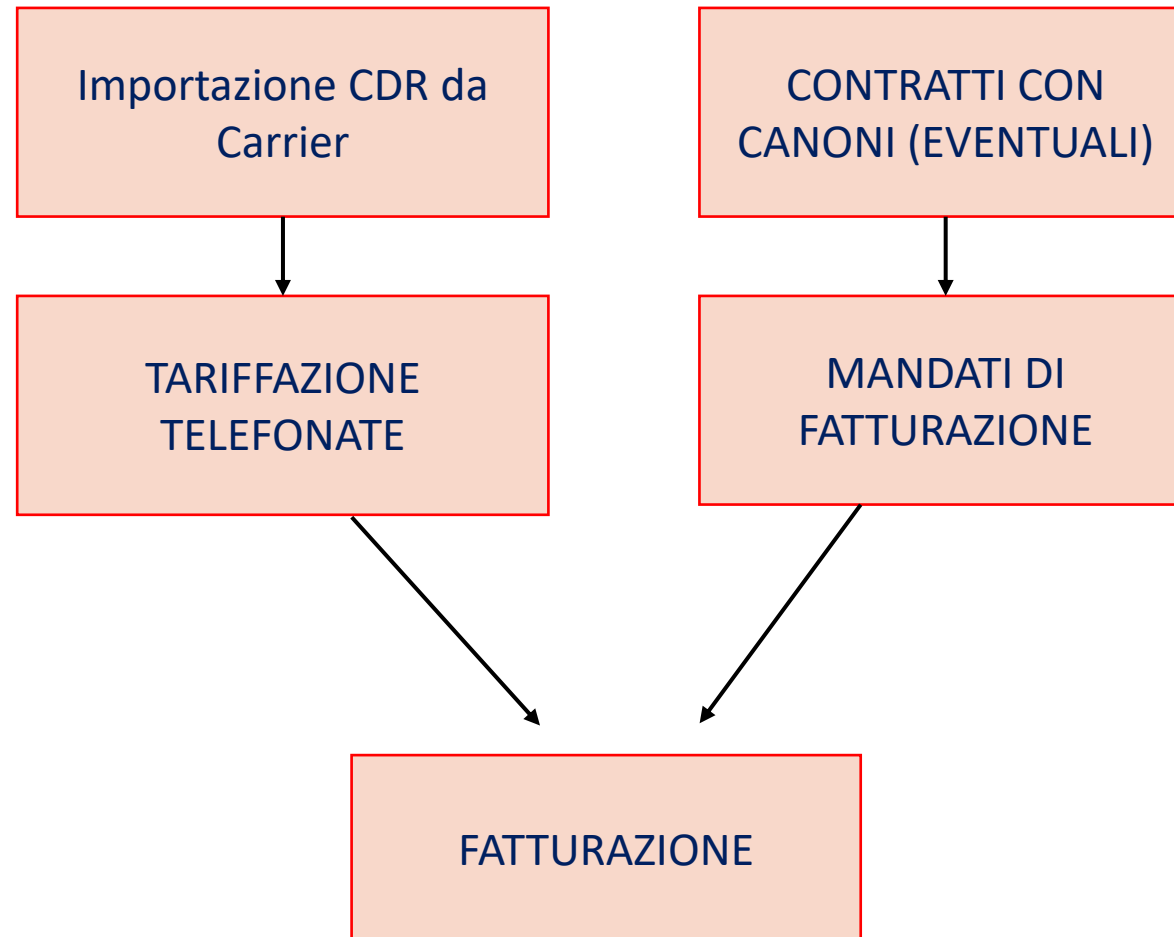 Importazione CDR da
Carrier
CONTRATTI CON
CANONI (EVENTUALI)
TARIFFAZIONE
TELEFONATE
MANDATI DI
FATTURAZIONE
FATTURAZIONE